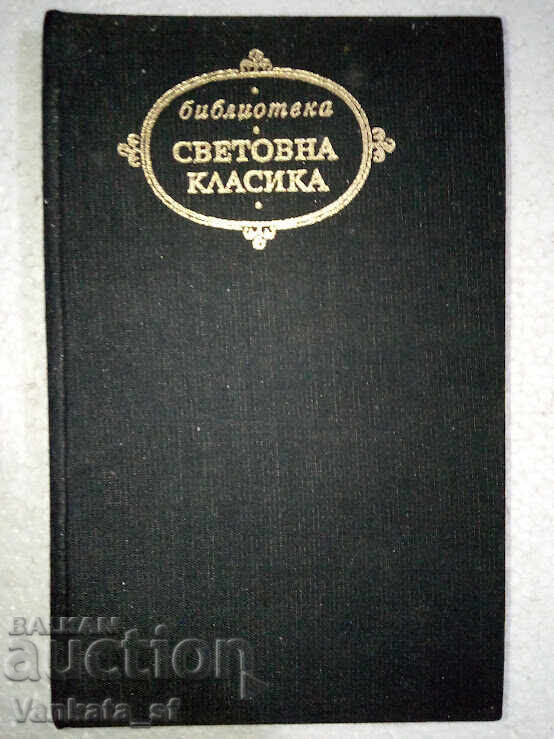 библиотека
СВЕТОВНА
КЛАСИКА
BALKAN
auction
Vankata_sf